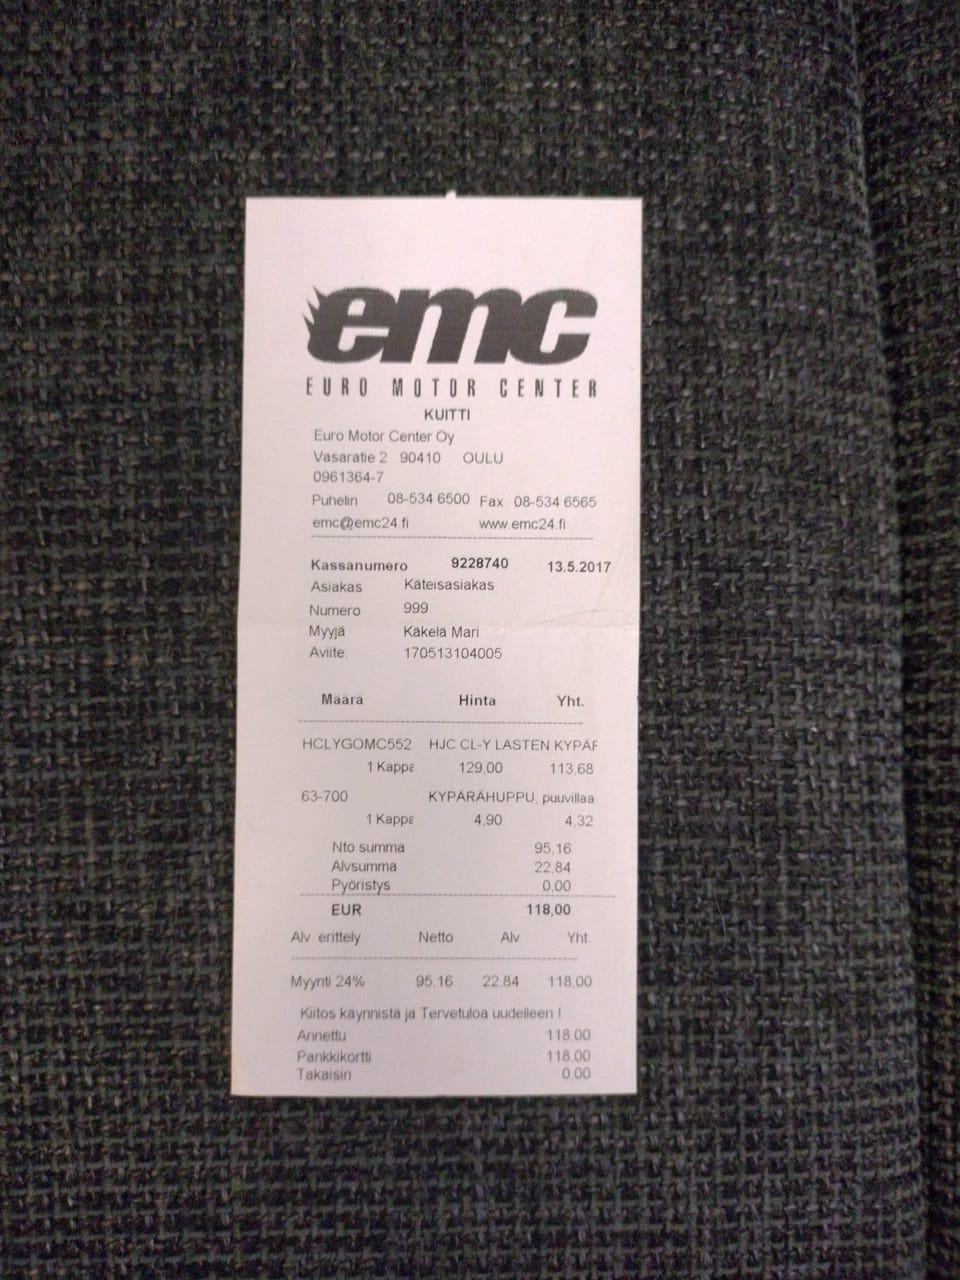 emc
EURO MOTOR CENTER
KUITTI
Euro Motor Center Oy
Vasaratie 2 90410 OULU
0961364-7
Puhelin 08-534 6500 Fax 08-534 6565
emc@emc24.fi www.emc24.fi
Kassanumero 9228740 13.5.2017
Asiakas Käteisasiakas
Numero 999
Myyjä Käkelä Mari
Aviite: 170513104005
Määrä Hinta Yht.
HCLYGOMC552 HJC CL-Y LASTEN KYPÄR
1 Kappa 129,00 113,68
63-700 KYPÄRÄHUPPU, puuvillaa
1 Kappa 4,90 4,32
Nto summa 95,16
Alvsumma 22,84
Pyöristys 0,00
EUR 118,00
Alv erittely Netto Alv Yht.
Myynti 24% 95,16 22,84 118,00
Kiitos käynnistä ja Tervetuloa uudelleen !
Annettu 118,00
Pankkikortti 118,00
Takaisin 0,00